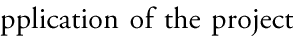 pplication of the project